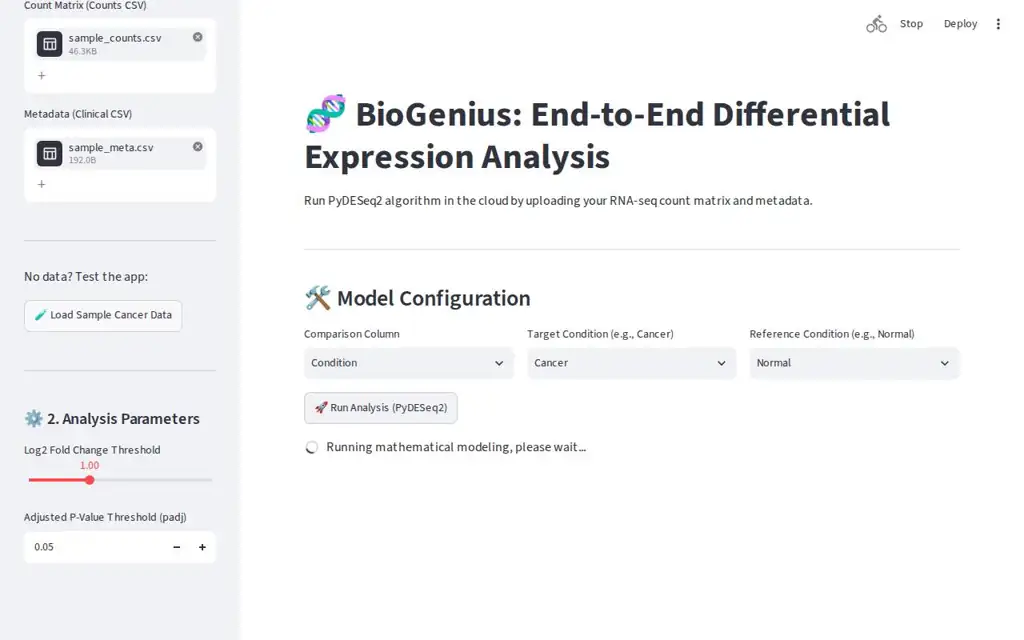 Count Matrix (Counts CSV)
sample_counts.csv
46.3KB
+
Metadata (Clinical CSV)
sample_meta.csv
192.0B
+
No data? Test the app:
Load Sample Cancer Data
2. Analysis Parameters
Log2 Fold Change Threshold
1.00
Adjusted P-Value Threshold (padj)
0.05
Stop
Deploy
BioGenius: End-to-End Differential
Expression Analysis
Run PyDESeq2 algorithm in the cloud by uploading your RNA-seq count matrix and metadata.
Model Configuration
Comparison Column
Target Condition (e.g., Cancer)
Reference Condition (e.g., Normal)
Condition
Cancer
Normal
Run Analysis (PyDESeq2)
Running mathematical modeling, please wait...